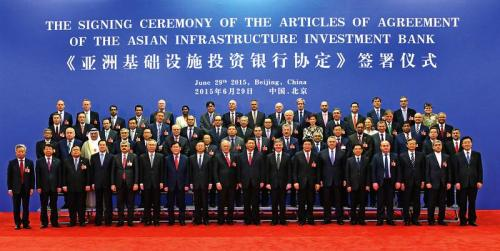 THE SIGNING CEREMONY OF THE ARTICLES OF AGREEMENT
OF THE ASIAN INFRASTRUCTURE INVESTMENT BANK
《亚洲基础设施投资银行协定》签署仪式
June 29th 2015, Beijing, China
2015年6月29日 中国·北京